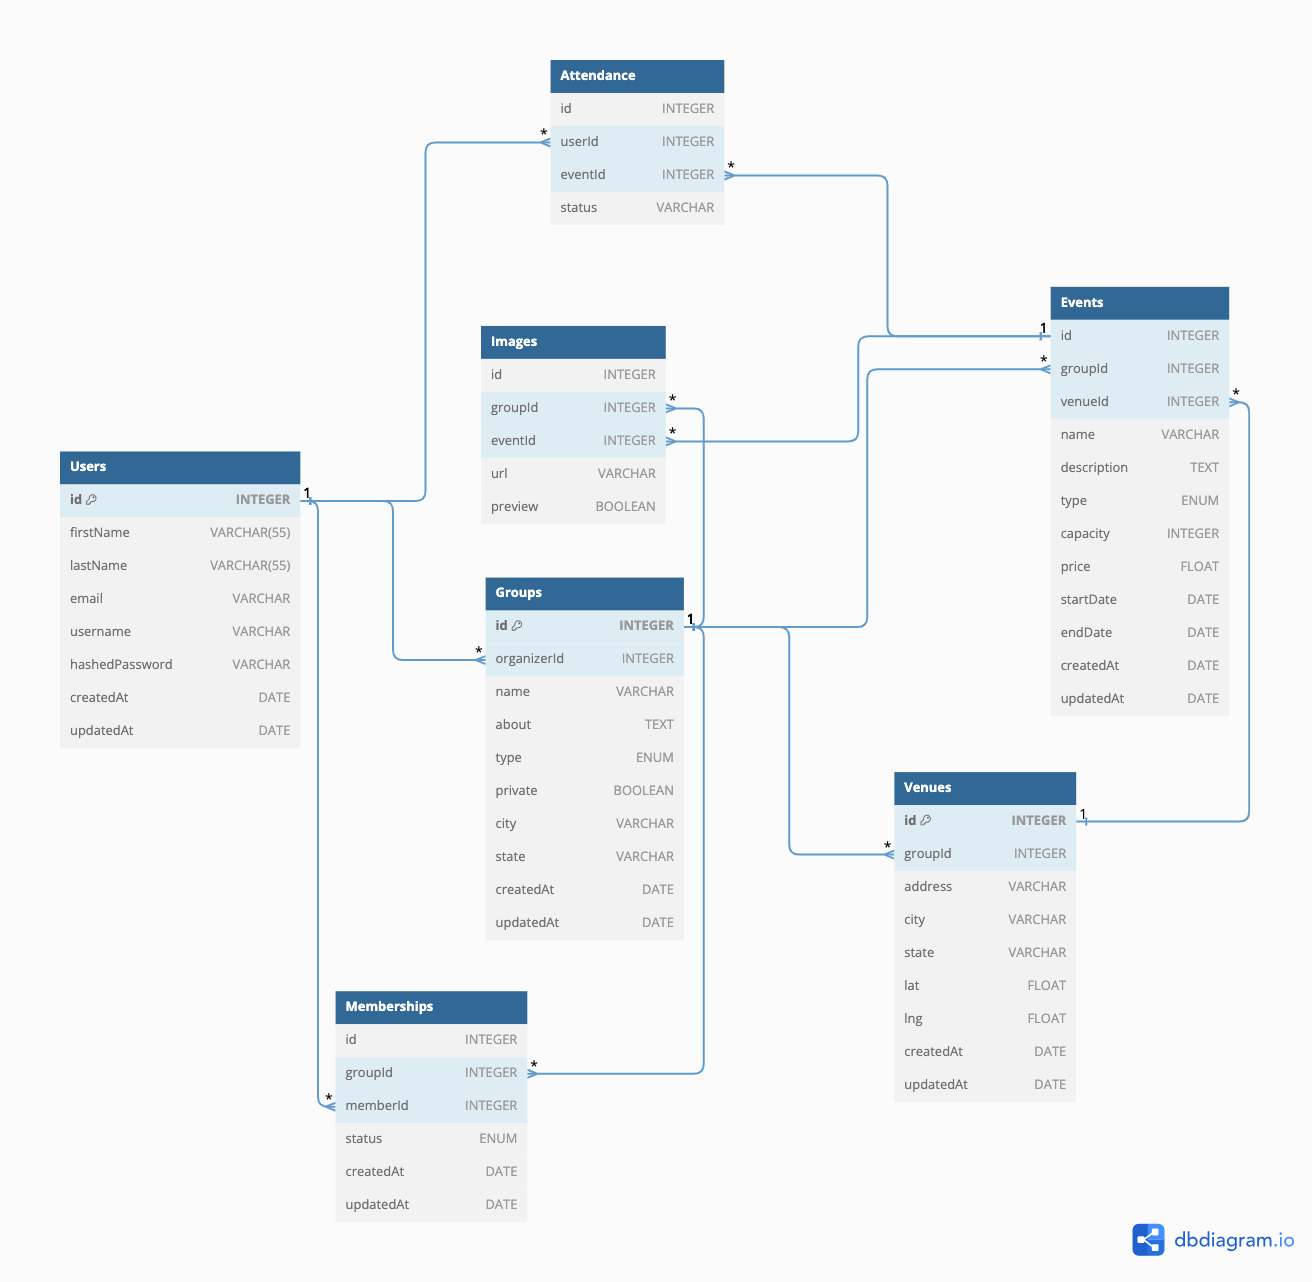 Attendance
id INTEGER
* userId INTEGER
eventId INTEGER *
status VARCHAR
Events
1 id INTEGER
* groupId INTEGER
venueId INTEGER *
name VARCHAR
description TEXT
type ENUM
capacity INTEGER
price FLOAT
startDate DATE
endDate DATE
createdAt DATE
updatedAt DATE
Images
id INTEGER
groupId INTEGER *
eventId INTEGER *
url VARCHAR
preview BOOLEAN
Users
id INTEGER 1
firstName VARCHAR(55)
lastName VARCHAR(55)
email VARCHAR
username VARCHAR
hashedPassword VARCHAR
createdAt DATE
updatedAt DATE
Groups
id INTEGER 1
* organizerId INTEGER
name VARCHAR
about TEXT
type ENUM
private BOOLEAN
city VARCHAR
state VARCHAR
createdAt DATE
updatedAt DATE
Venues
id INTEGER 1
* groupId INTEGER
address VARCHAR
city VARCHAR
state VARCHAR
lat FLOAT
lng FLOAT
createdAt DATE
updatedAt DATE
Memberships
id INTEGER
groupId INTEGER *
* memberId INTEGER
status ENUM
createdAt DATE
updatedAt DATE
dbdiagram.io